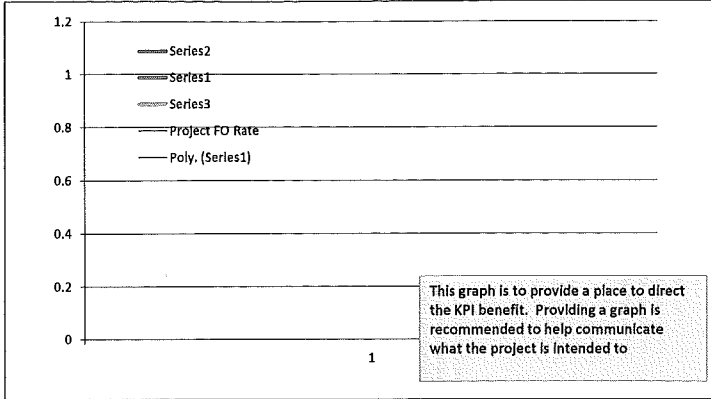 1.2
Series2
1
Series1
Series3
0.8
Project FO Rate
Poly. (Series1)
0.6
0.4
0.2
0
1
This graph is to provide a place to direct
the KPI benefit. Providing a graph is
recommended to help communicate
what the project is intended to